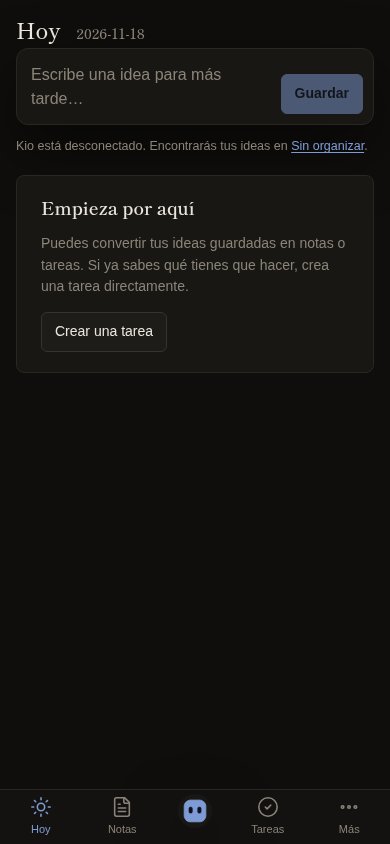 Hoy 2026-11-18
Escribe una idea para más
tarde…
Guardar
Kio está desconectado. Encontrarás tus ideas en Sin organizar.
Empieza por aquí
Puedes convertir tus ideas guardadas en notas o
tareas. Si ya sabes qué tienes que hacer, crea
una tarea directamente.
Crear una tarea
Hoy Notas Tareas Más